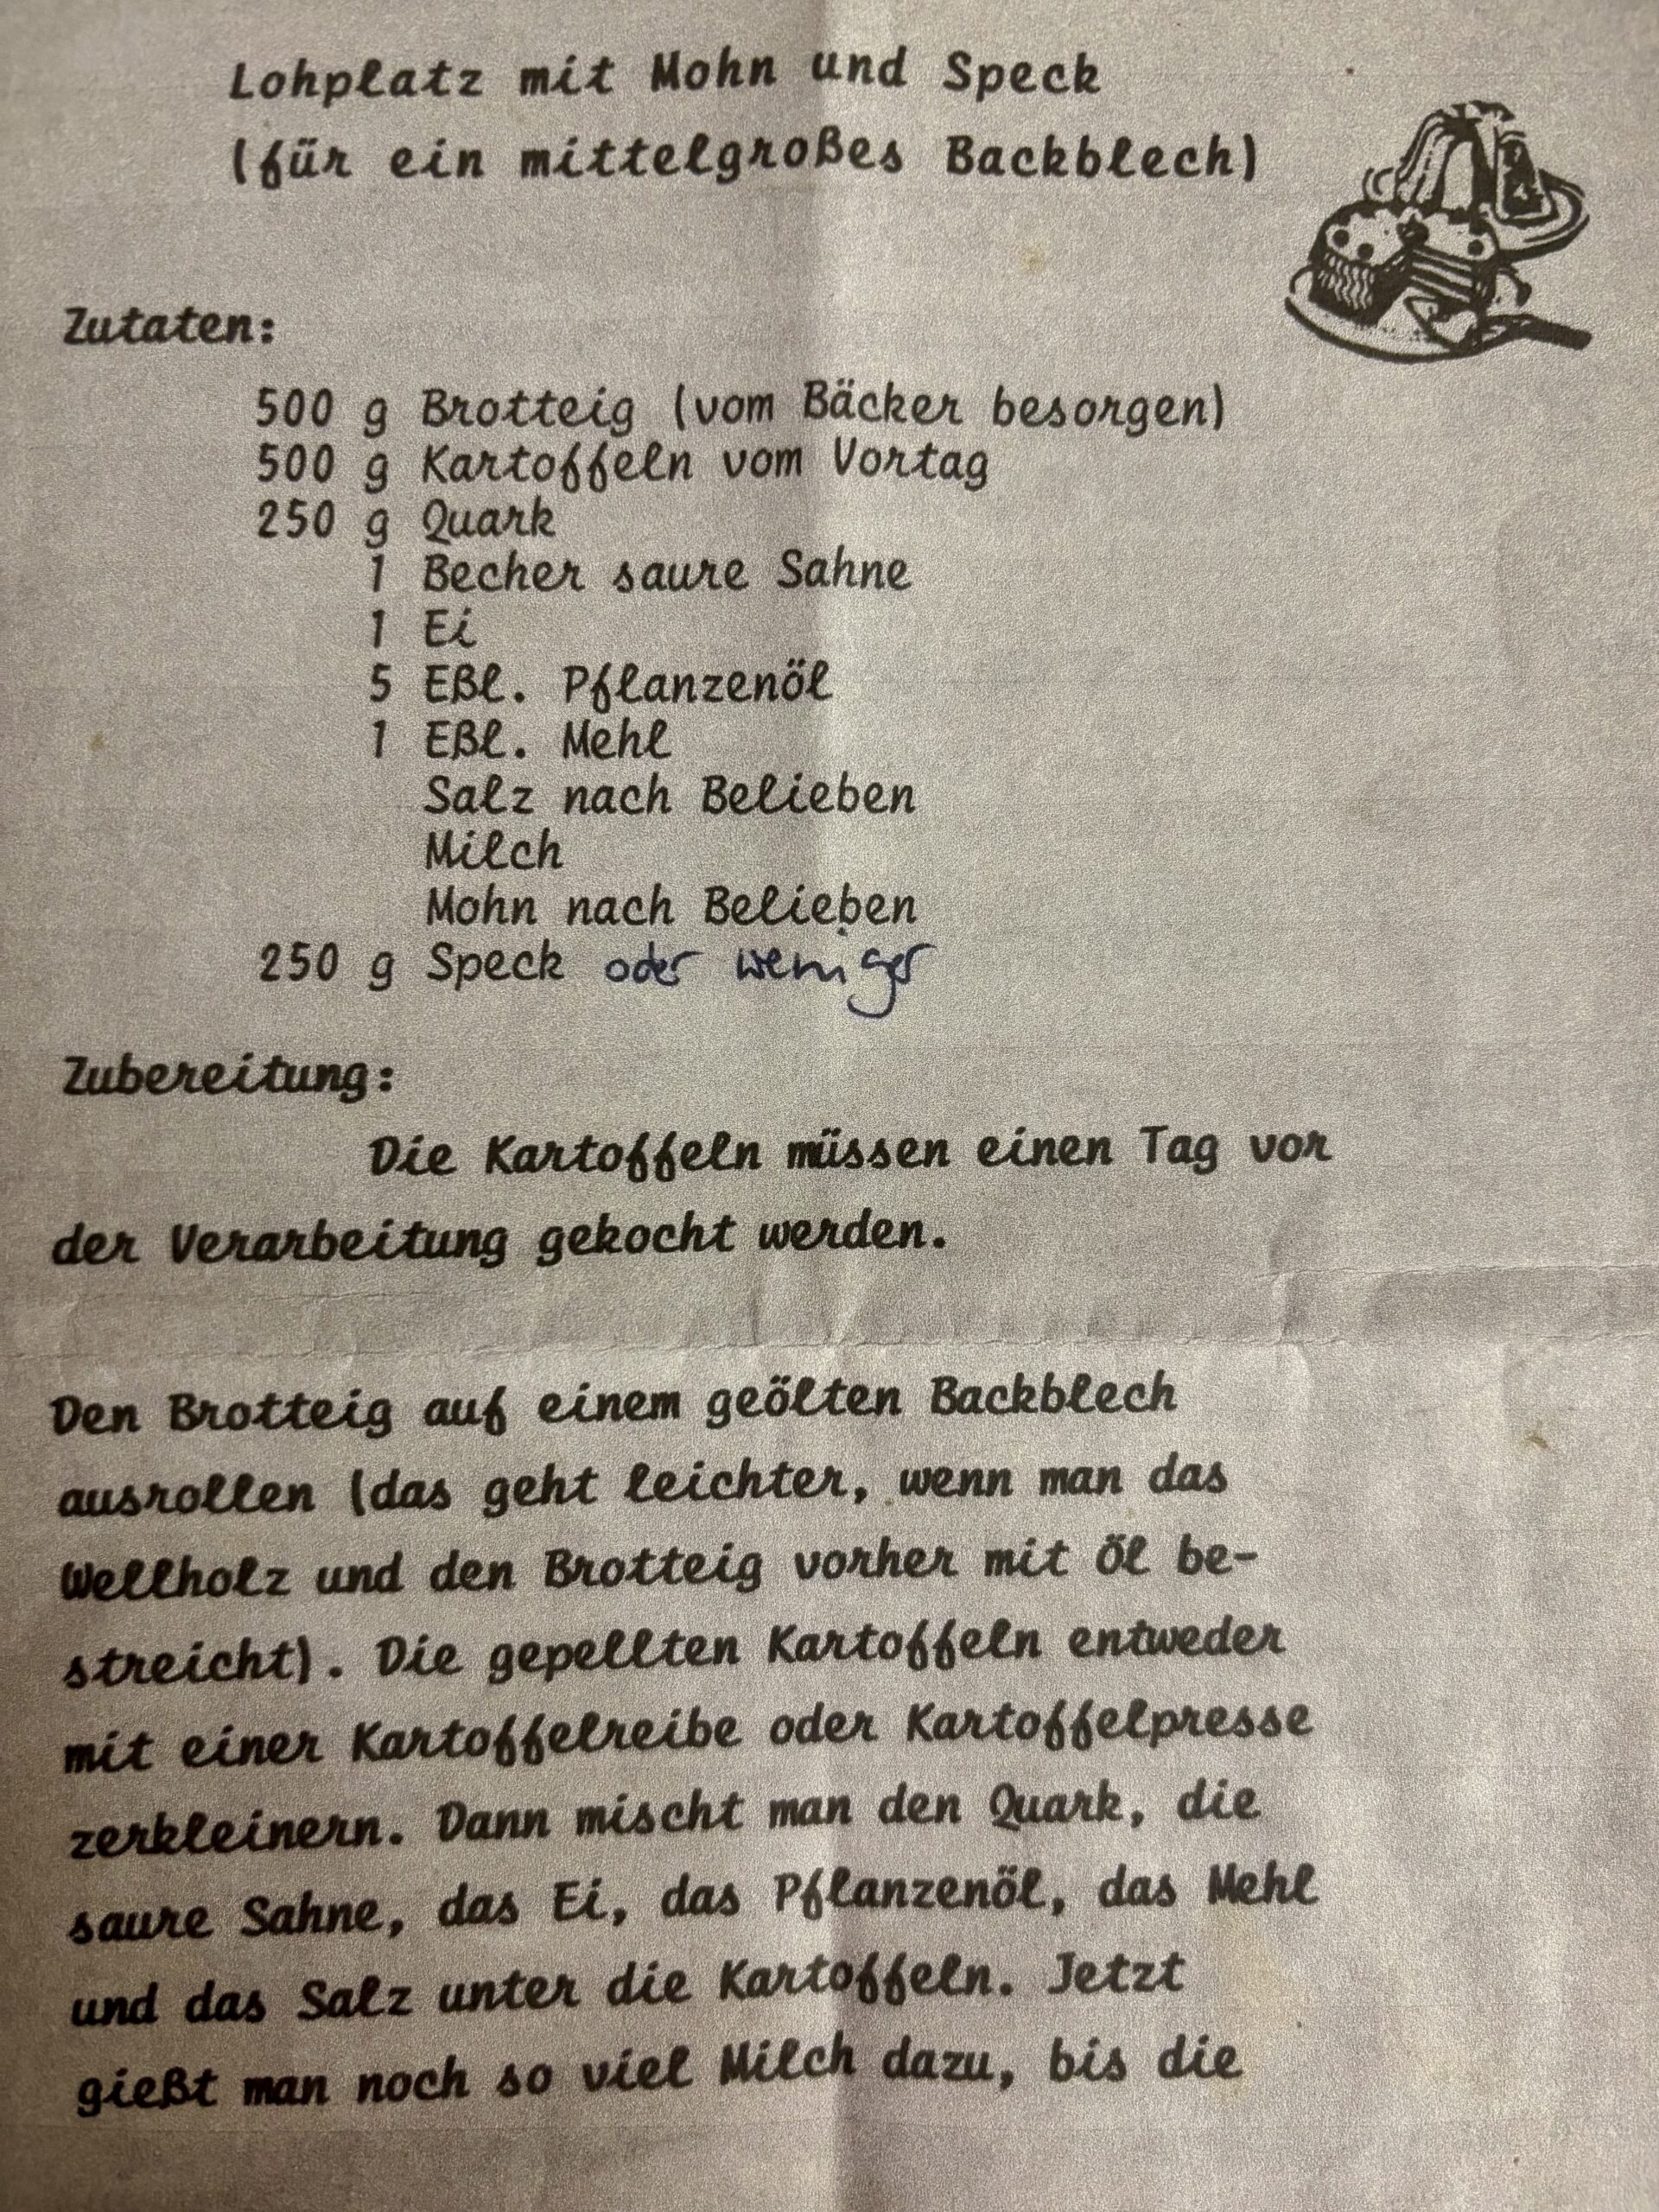 Lohplatz mit Mohn und Speck
(für ein mittelgroßes Backblech)
Zutaten:
500 g Brotteig (vom Bäcker besorgen)
500 g Kartoffeln vom Vortag
250 g Quark
1 Becher saure Sahne
1 Ei
5 Eßl. Pflanzenöl
1 Eßl. Mehl
Salz nach Belieben
Milch
Mohn nach Belieben
250 g Speck oder weniger
Zubereitung:
Die Kartoffeln müssen einen Tag vor
der Verarbeitung gekocht werden.
Den Brotteig auf einem geölten Backblech
ausrollen (das geht leichter, wenn man das
Wellholz und den Brotteig vorher mit Öl be-
streicht). Die gepellten Kartoffeln entweder
mit einer Kartoffelreibe oder Kartoffelpresse
zerkleinern. Dann mischt man den Quark, die
saure Sahne, das Ei, das Pflanzenöl, das Mehl
und das Salz unter die Kartoffeln. Jetzt
gießt man noch so viel Milch dazu, bis die